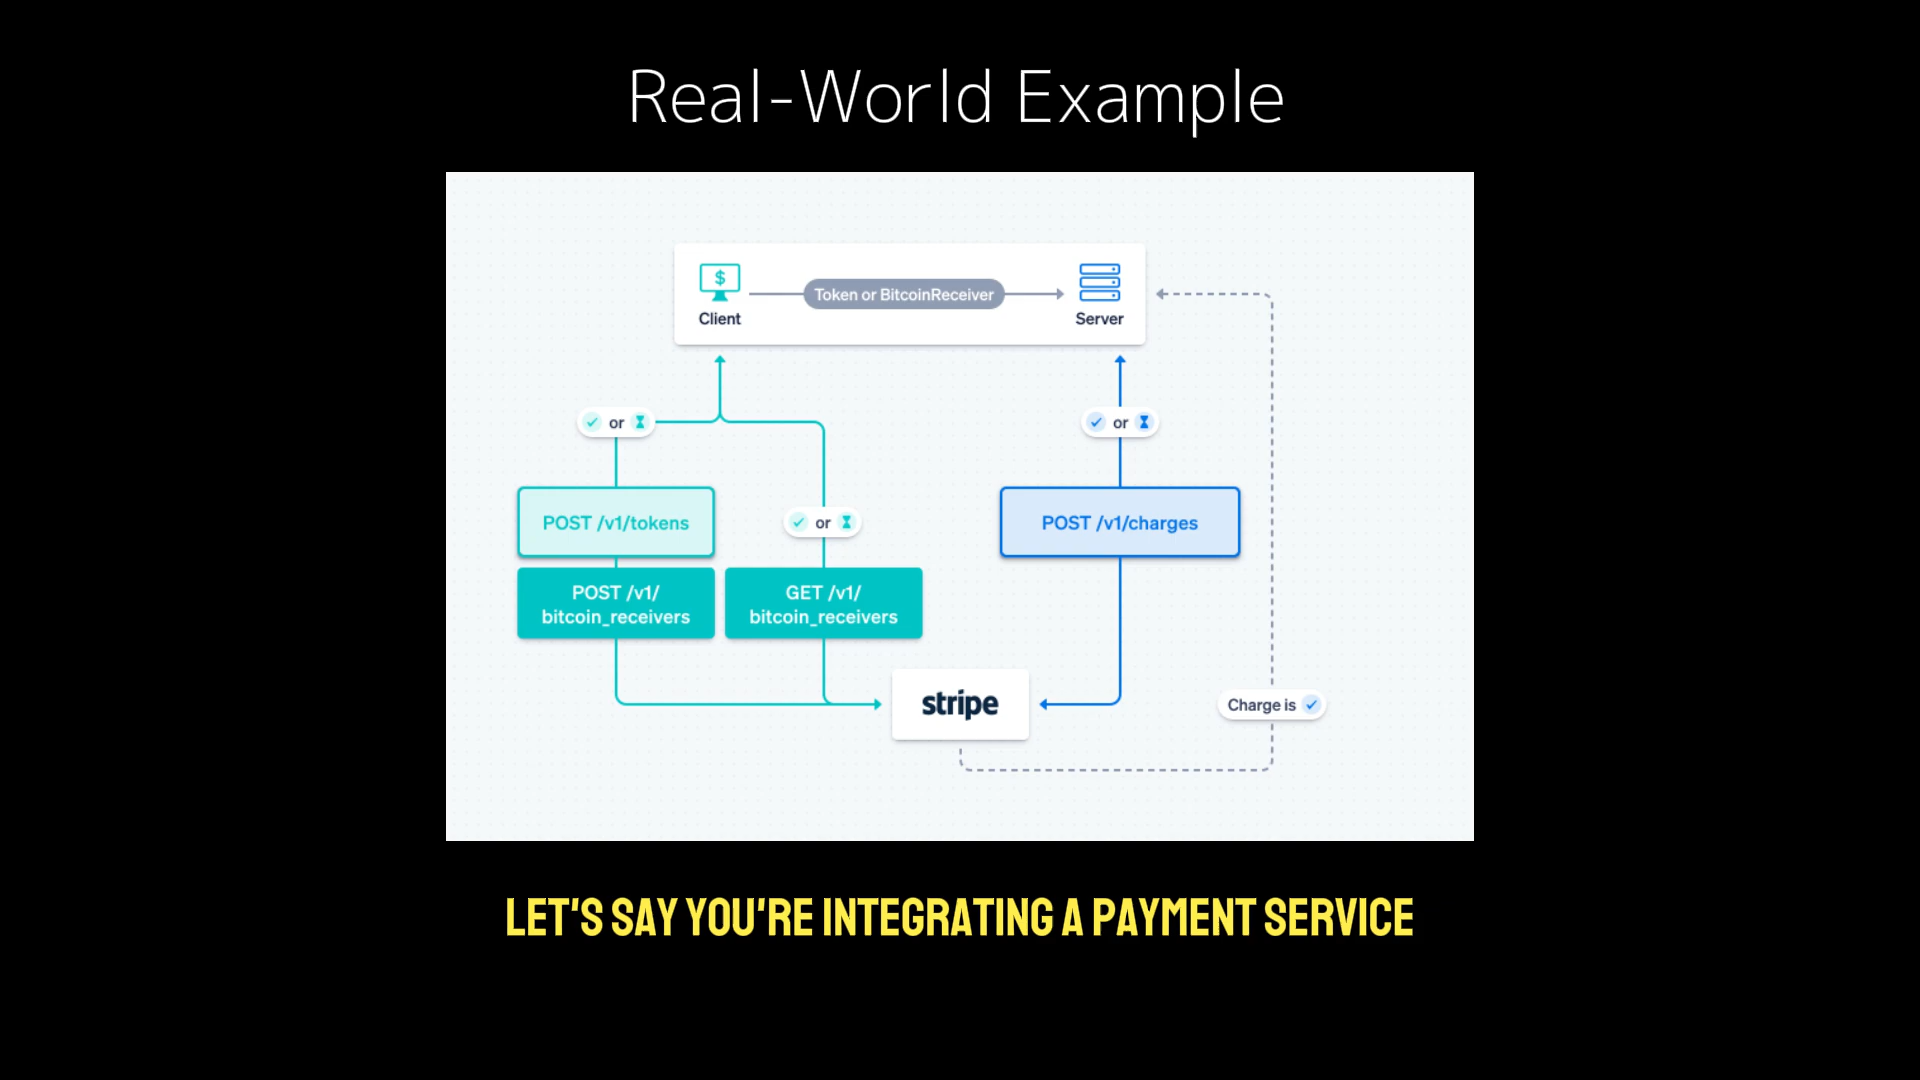 Real-World Example
$
Client
Token or BitcoinReceiver
Server
or
or
POST /v1/tokens
or
POST /v1/charges
POST /v1/
bitcoin_receivers
GET /v1/
bitcoin_receivers
stripe
Charge is
LET'S SAY YOU'RE INTEGRATING A PAYMENT SERVICE